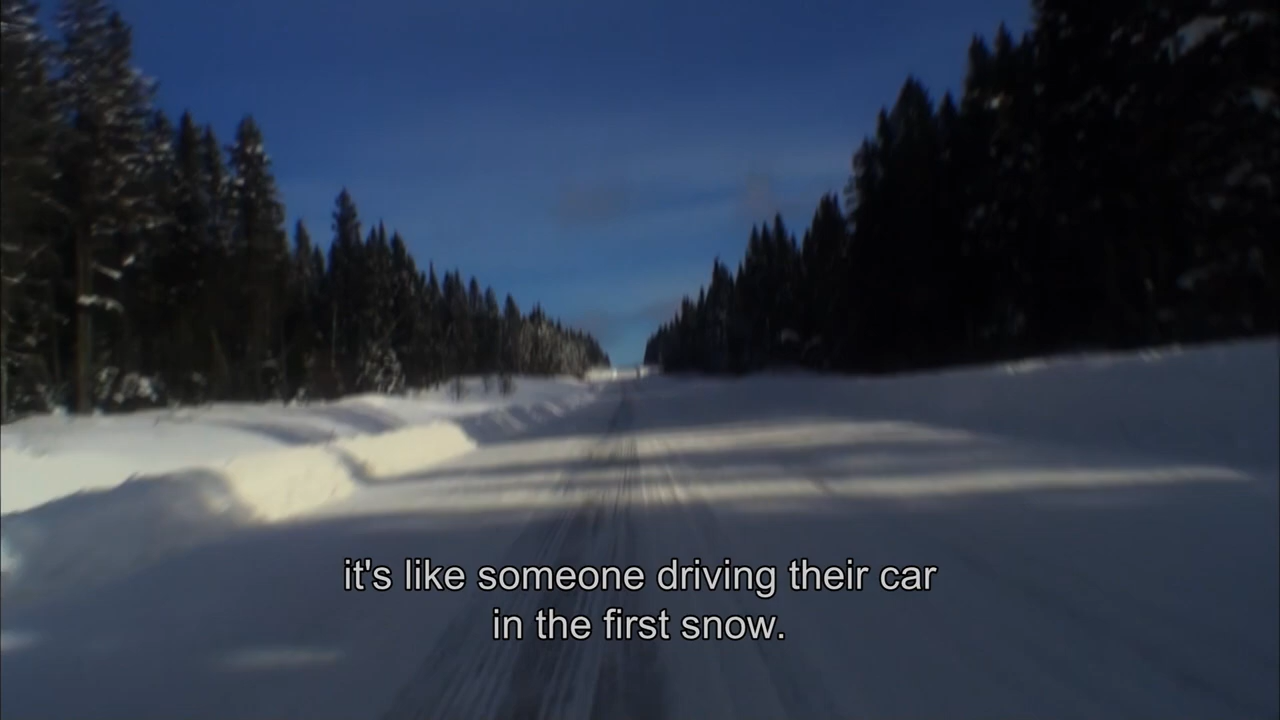 it's like someone driving their car
in the first snow.